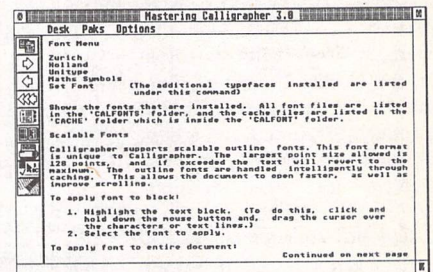 Mastering Calligrapher 3.0
Desk Paks Options
Font Menu
Zurich
Holland
Unitype
Maths Symbols
Set Font (The additional typefaces installed are listed
under this command)
Shows the fonts that are installed. All font files are listed
in the 'CALFONTS' folder, and the cache files are listed in the
'CACHE' folder which is inside the 'CALFONT' folder.
Scalable Fonts
Calligrapher supports scalable outline fonts. This font format
is unique to Calligrapher. The largest point size allowed is
128 points, and if exceeded the text will revert to the
maximum. The outline fonts are handled intelligently through
caching. This allows the document to open faster, as well as
improve scrolling.
To apply font to block:
1. Highlight the text block. (To do this, click and
hold down the mouse button and, drag the cursor over
the characters or text lines.)
2. Select the font to apply.
To apply font to entire document:
Continued on next page